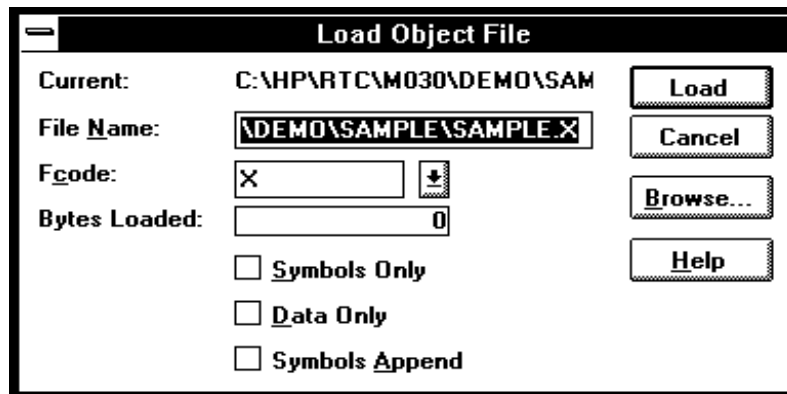 Load Object File
Current: C:\HP\RTC\M030\DEMO\SAM
Load
File Name: \DEMO\SAMPLE\SAMPLE.X
Cancel
Fcode: X
Browse...
Bytes Loaded: 0
Help
Symbols Only
Data Only
Symbols Append